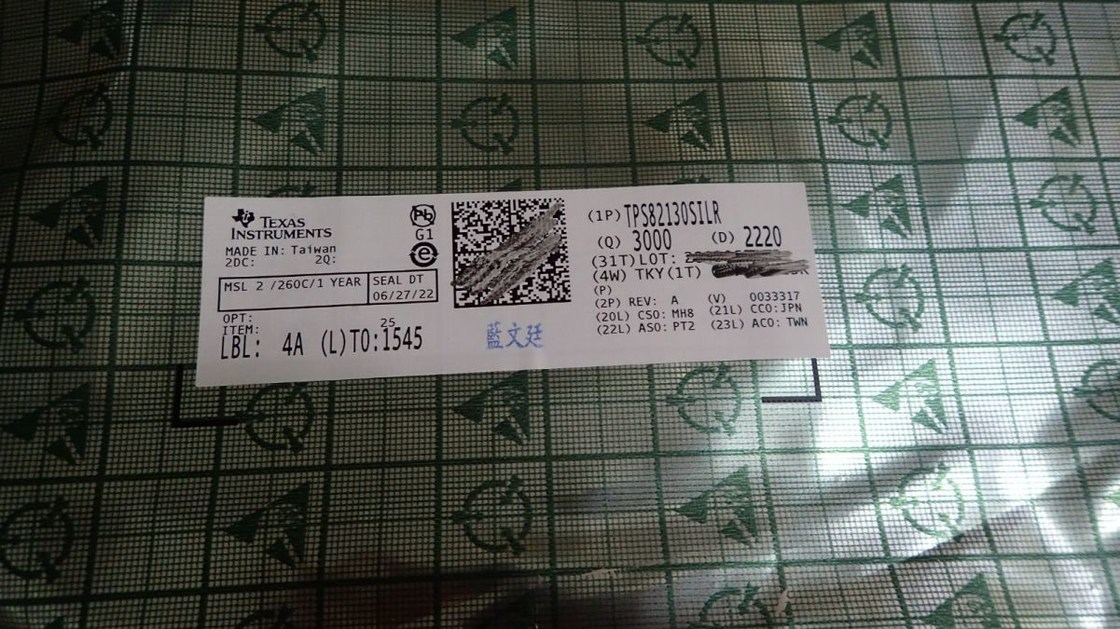 TEXAS
INSTRUMENTS
Pb
G1
e
MADE IN: Taiwan
2DC: 2Q:
MSL 2 /260C/1 YEAR
SEAL DT
06/27/22
OPT:
ITEM: 25
LBL: 4A (L)TO:1545
藍文廷
(1P) TPS82130SILR
(Q) 3000 (D) 2220
(31T)LOT:
(4W) TKY(1T)
(P)
(2P) REV: A (V) 0033317
(20L) CSO: MH8 (21L) CCO:JPN
(22L) ASO: PT2 (23L) ACO: TWN